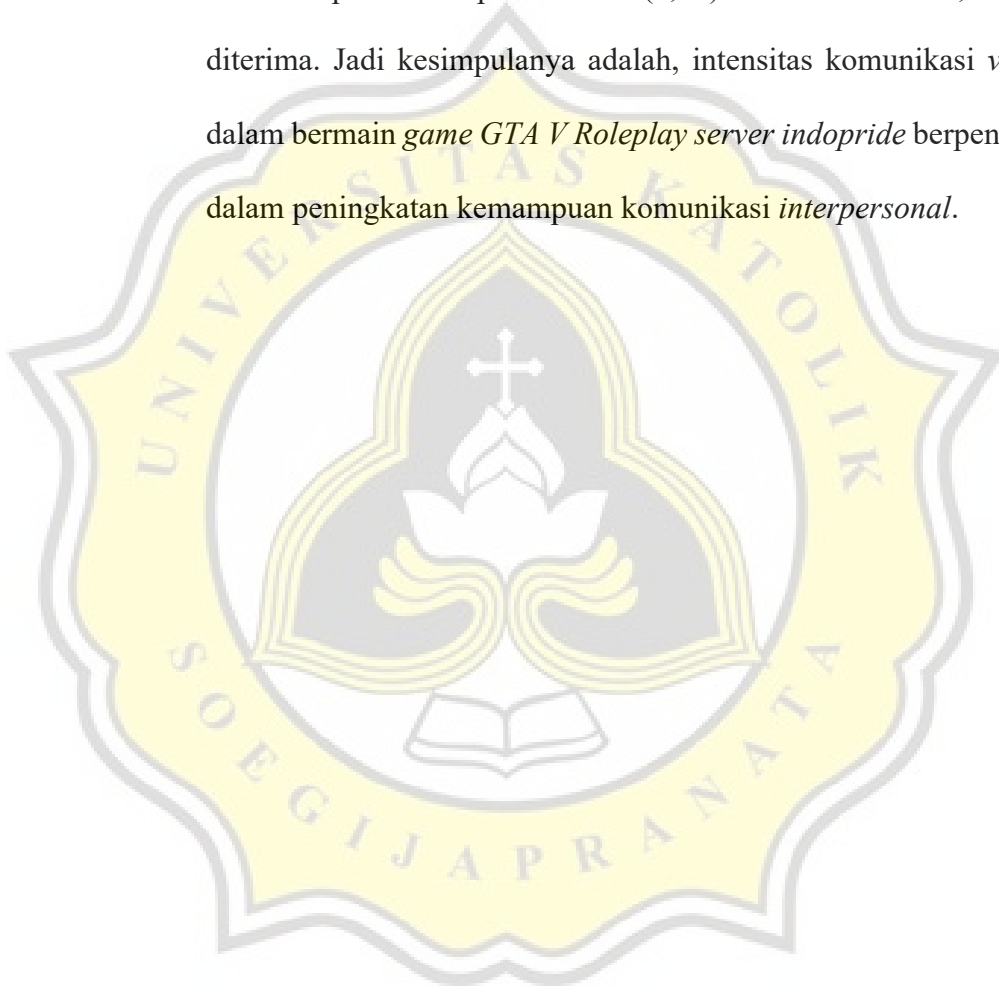 diterima. Jadi kesimpulanya adalah, intensitas komunikasi
dalam bermain game GTA V Roleplay server indopride
dalam peningkatan kemampuan komunikasi interpersonal.
UNIVERSITAS KATOLIK
SOEGIJAPRANATA